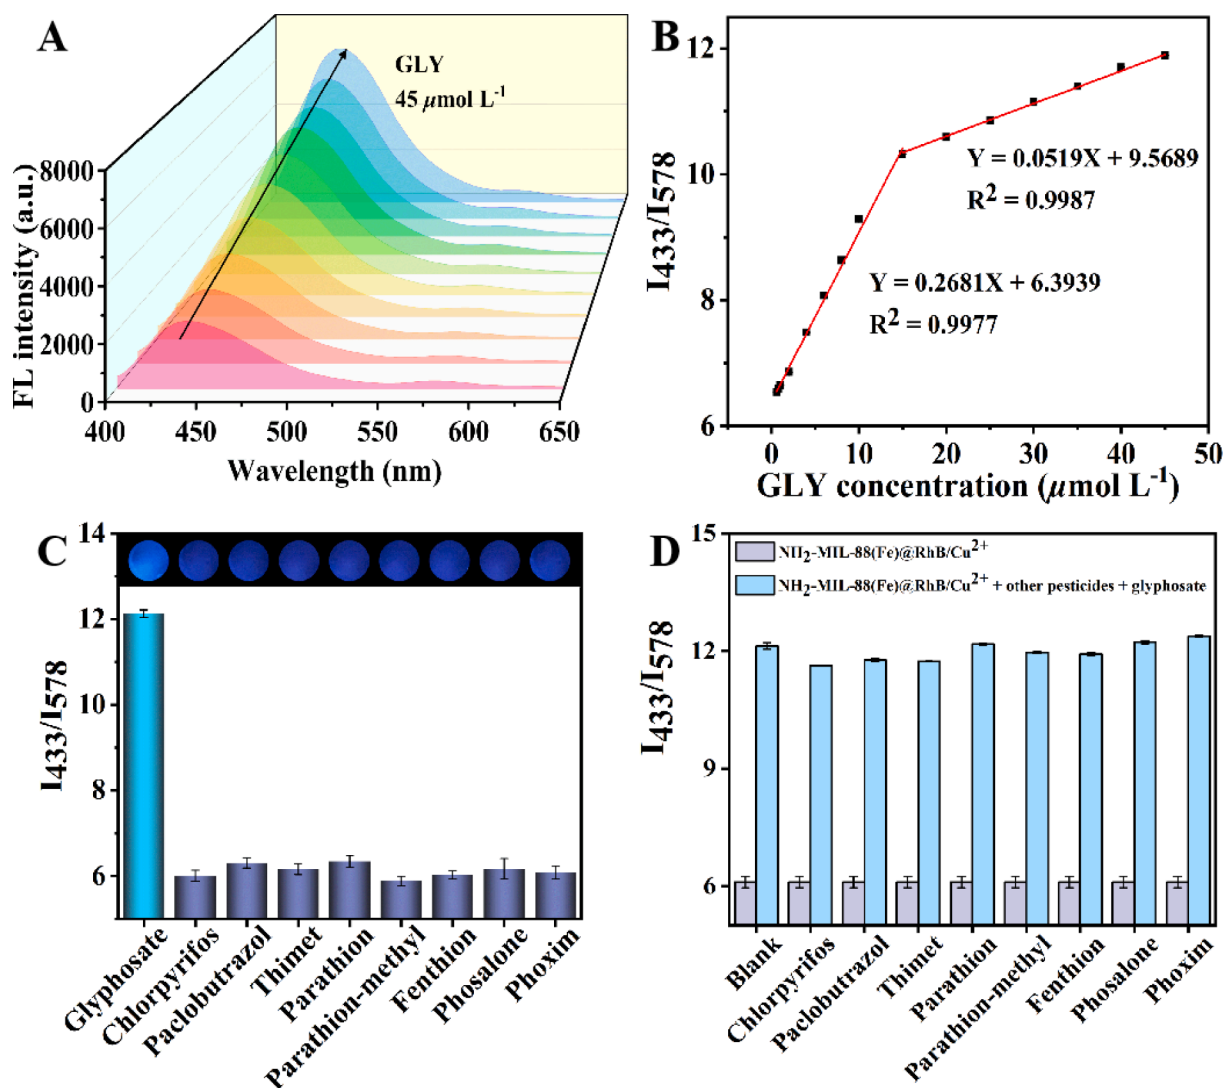 A
GLY
45 μmol L⁻¹
FL intensity (a.u.)
8000
6000
4000
2000
0
400 450 500 550 600 650
Wavelength (nm)
B
I433/I578
12
10
8
6
Y = 0.0519X + 9.5689
R² = 0.9987
Y = 0.2681X + 6.3939
R² = 0.9977
0 10 20 30 40 50
GLY concentration (μmol L⁻¹)
C
I433/I578
14
12
10
8
6
Glyphosate
Chlorpyrifos
Paclobutrazol
Thimet
Parathion
Parathion-methyl
Fenthion
Phosalone
Phoxim
D
I433/I578
15
12
9
6
NH2-MIL-88(Fe)@RhB/Cu²⁺
NH2-MIL-88(Fe)@RhB/Cu²⁺ + other pesticides + glyphosate
Blank
Chlorpyrifos
Paclobutrazol
Thimet
Parathion
Parathion-methyl
Fenthion
Phosalone
Phoxim